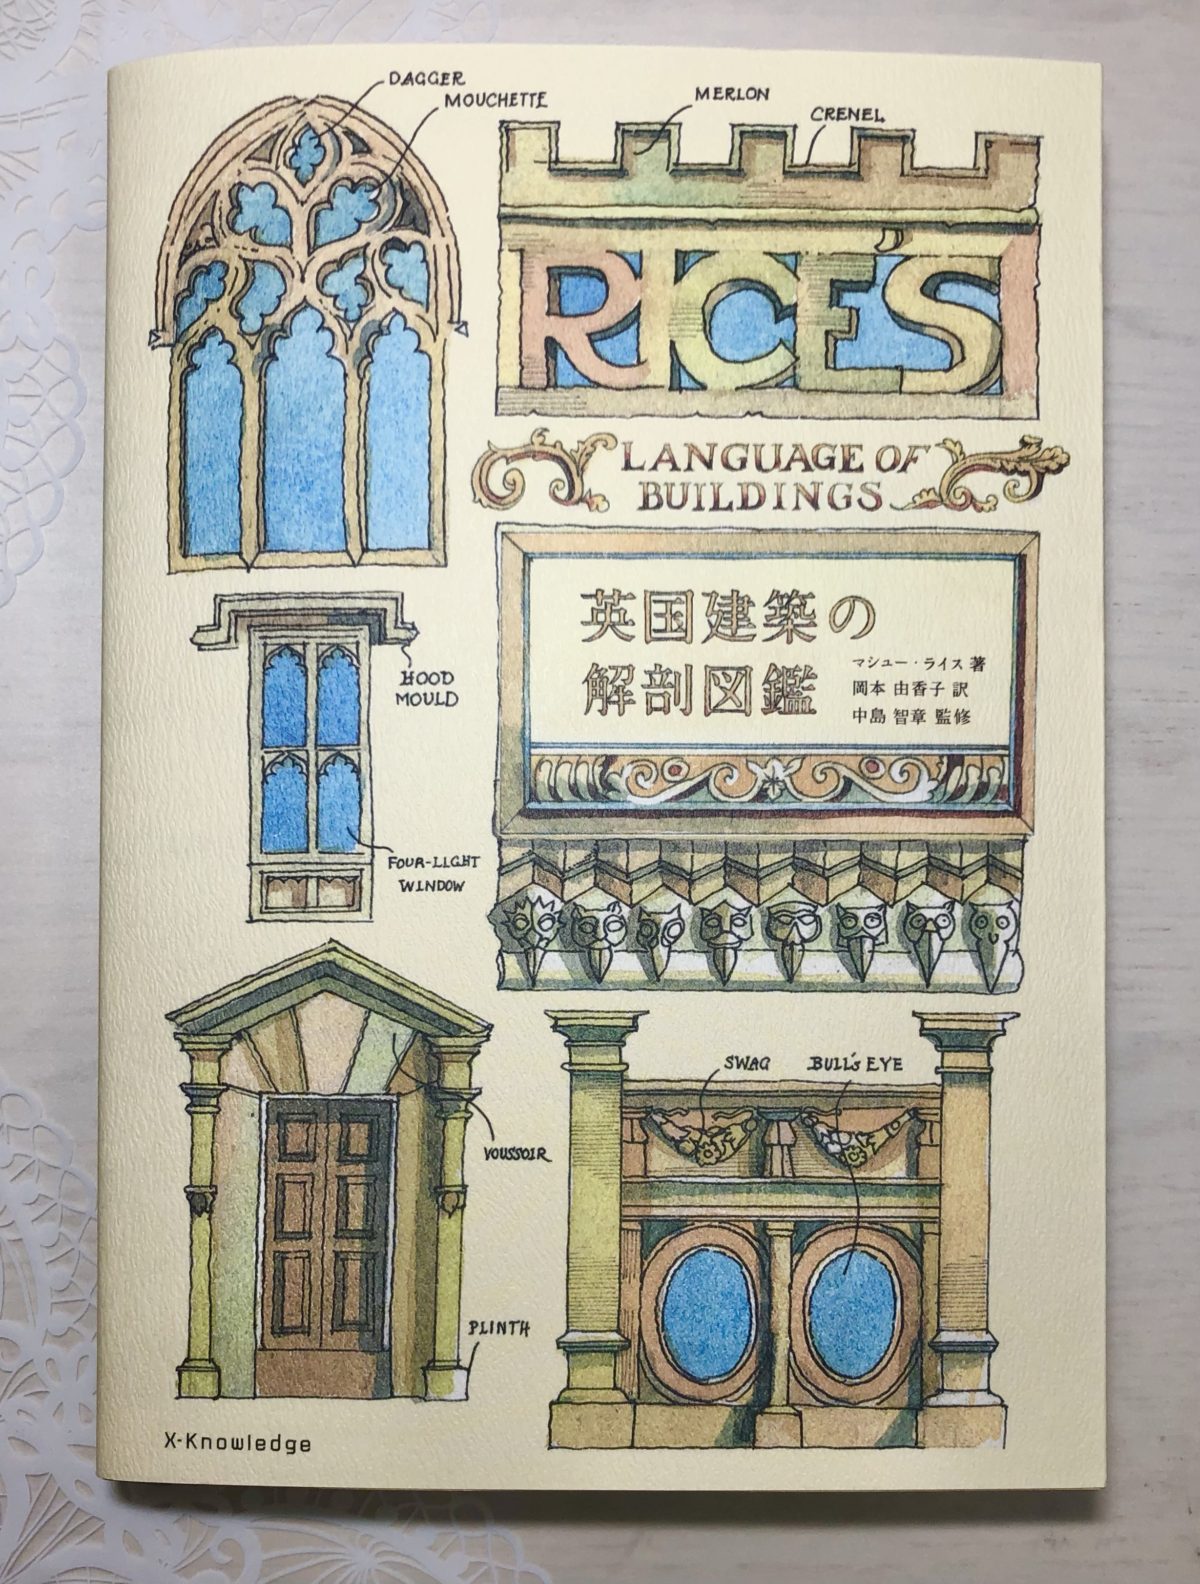 DAGGER
MOUCHETTE
MERLON
CRENEL
RICE'S
LANGUAGE OF
BUILDINGS
英国建築の
解剖図鑑
マシュー・ライス 著
岡本 由香子 訳
中島 智章 監修
HOOD
MOULD
FOUR-LIGHT
WINDOW
SWAG
BULL'S EYE
VOUSSOIR
PLINTH
X-Knowledge